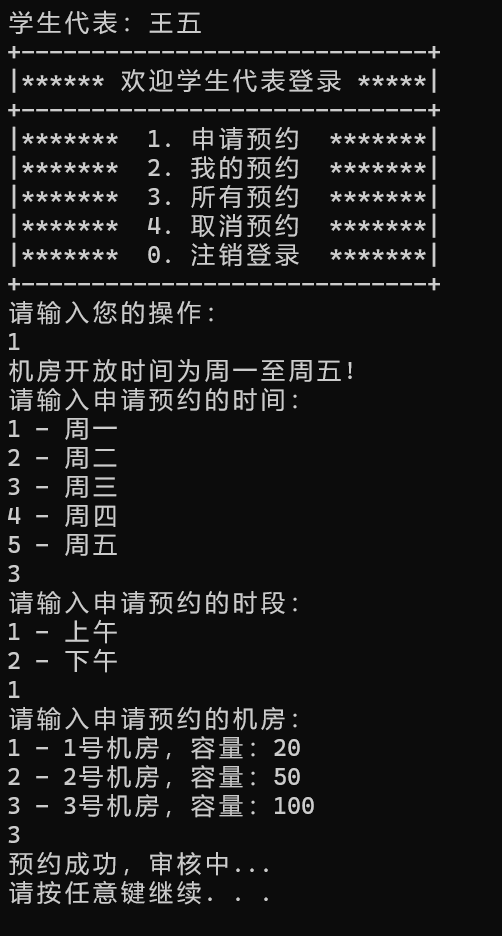 学生代表：王五
+-----------------------------+
|****** 欢迎学生代表登录 *****|
+-----------------------------+
|*******  1. 申请预约  *******|
|*******  2. 我的预约  *******|
|*******  3. 所有预约  *******|
|*******  4. 取消预约  *******|
|*******  0. 注销登录  *******|
+-----------------------------+
请输入您的操作：
1
机房开放时间为周一至周五!
请输入申请预约的时间：
1 - 周一
2 - 周二
3 - 周三
4 - 周四
5 - 周五
3
请输入申请预约的时段：
1 - 上午
2 - 下午
1
请输入申请预约的机房：
1 - 1号机房，容量：20
2 - 2号机房，容量：50
3 - 3号机房，容量：100
3
预约成功，审核中...
请按任意键继续. . .